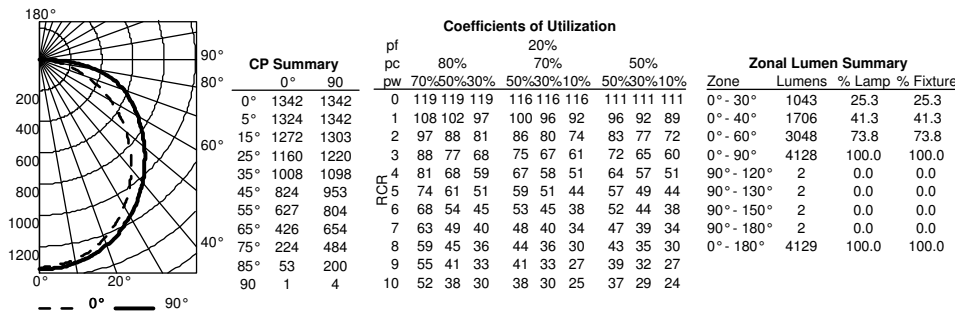 180°
90°
80°
60°
40°
200
400
600
800
1000
1200
0° 20°
0° 90°
CP Summary
0° 90
0° 1342 1342
5° 1324 1342
15° 1272 1303
25° 1160 1220
35° 1008 1098
45° 824 953
55° 627 804
65° 426 654
75° 224 484
85° 53 200
90 1 4
Coefficients of Utilization
pf 20%
pc 80% 70% 50%
pw 70%50%30% 50%30%10% 50%30%10%
RCR
0 119 119 119 116 116 116 111 111 111
1 108 102 97 100 96 92 96 92 89
2 97 88 81 86 80 74 83 77 72
3 88 77 68 75 67 61 72 65 60
4 81 68 59 67 58 51 64 57 51
5 74 61 51 59 51 44 57 49 44
6 68 54 45 53 45 38 52 44 38
7 63 49 40 48 40 34 47 39 34
8 59 45 36 44 36 30 43 35 30
9 55 41 33 41 33 27 39 32 27
10 52 38 30 38 30 25 37 29 24
Zonal Lumen Summary
Zone Lumens % Lamp % Fixture
0° - 30° 1043 25.3 25.3
0° - 40° 1706 41.3 41.3
0° - 60° 3048 73.8 73.8
0° - 90° 4128 100.0 100.0
90° - 120° 2 0.0 0.0
90° - 130° 2 0.0 0.0
90° - 150° 2 0.0 0.0
90° - 180° 2 0.0 0.0
0° - 180° 4129 100.0 100.0